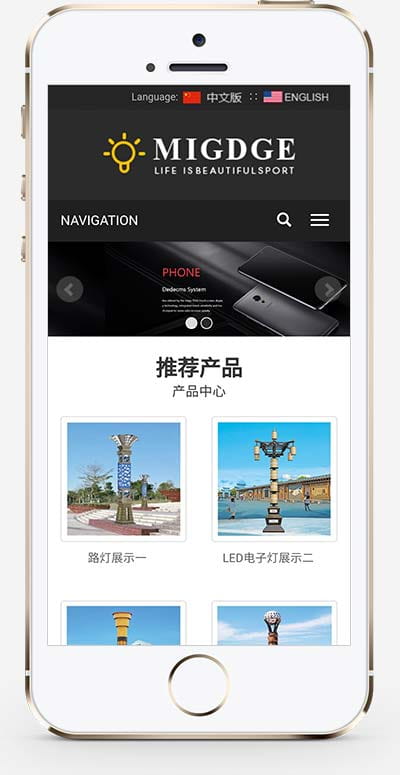 Language: 中文版 :: ENGLISH
MIGDGE
LIFE ISBEAUTIFULSPORT
NAVIGATION
PHONE
Dedecms System
推荐产品
产品中心
路灯展示一
LED电子灯展示二